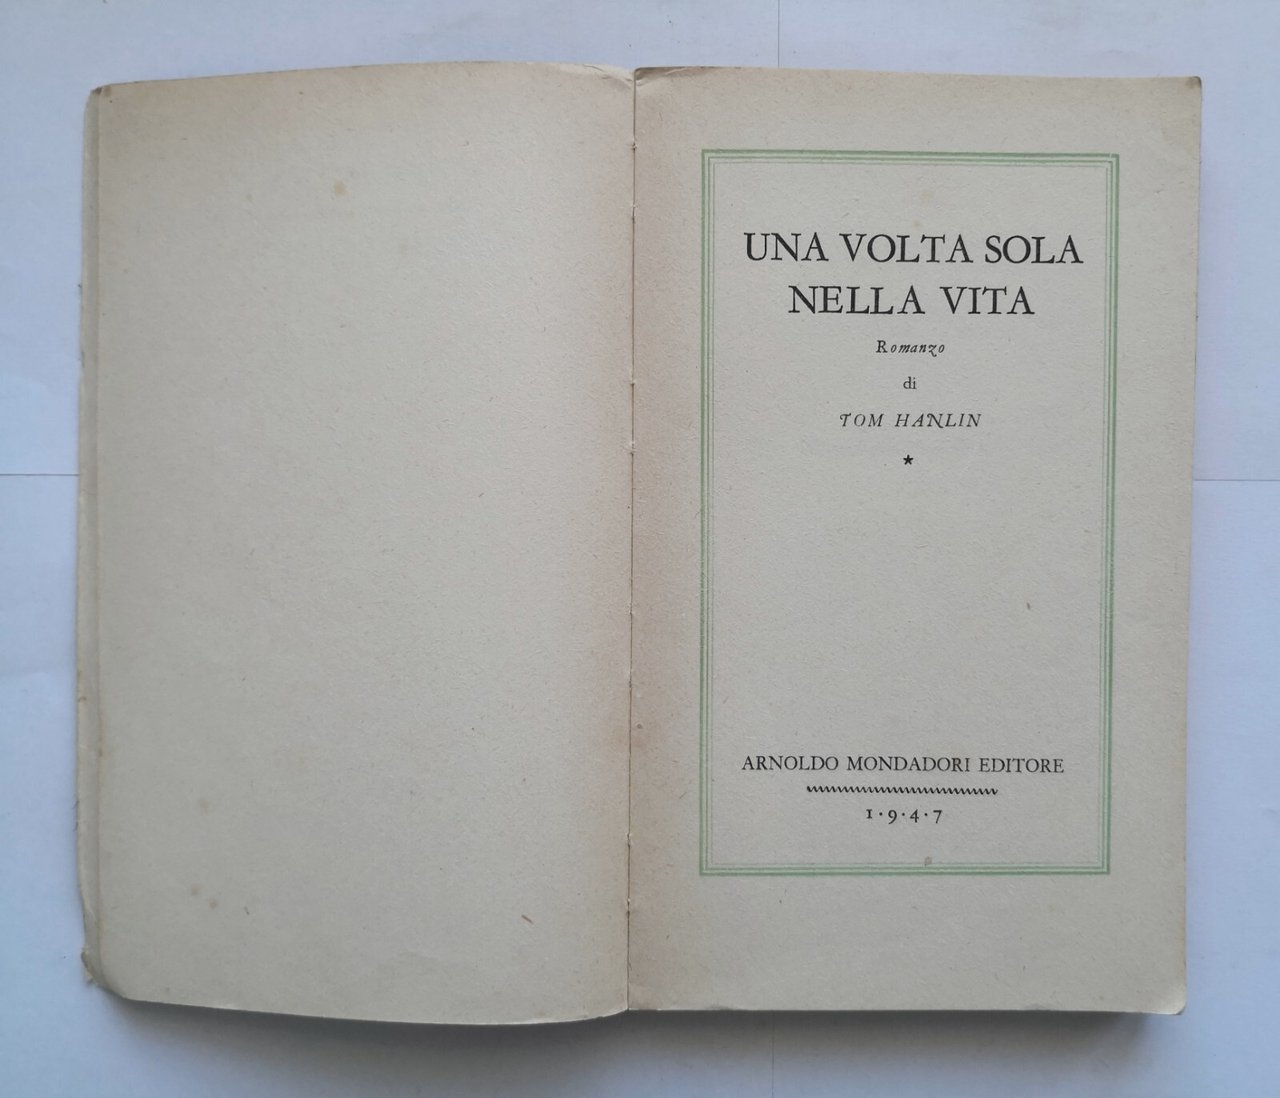 UNA VOLTA SOLA
NELLA VITA
Romanzo
di
TOM HANLIN
*
ARNOLDO MONDADORI EDITORE
1·9·4·7